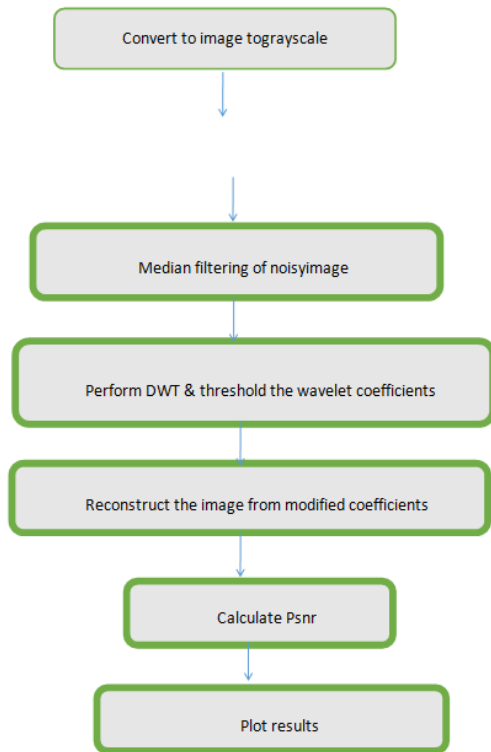 Convert to image tograyscale
Median filtering of noisyimage
Perform DWT & threshold the wavelet coefficients
Reconstruct the image from modified coefficients
Calculate Psnr
Plot results